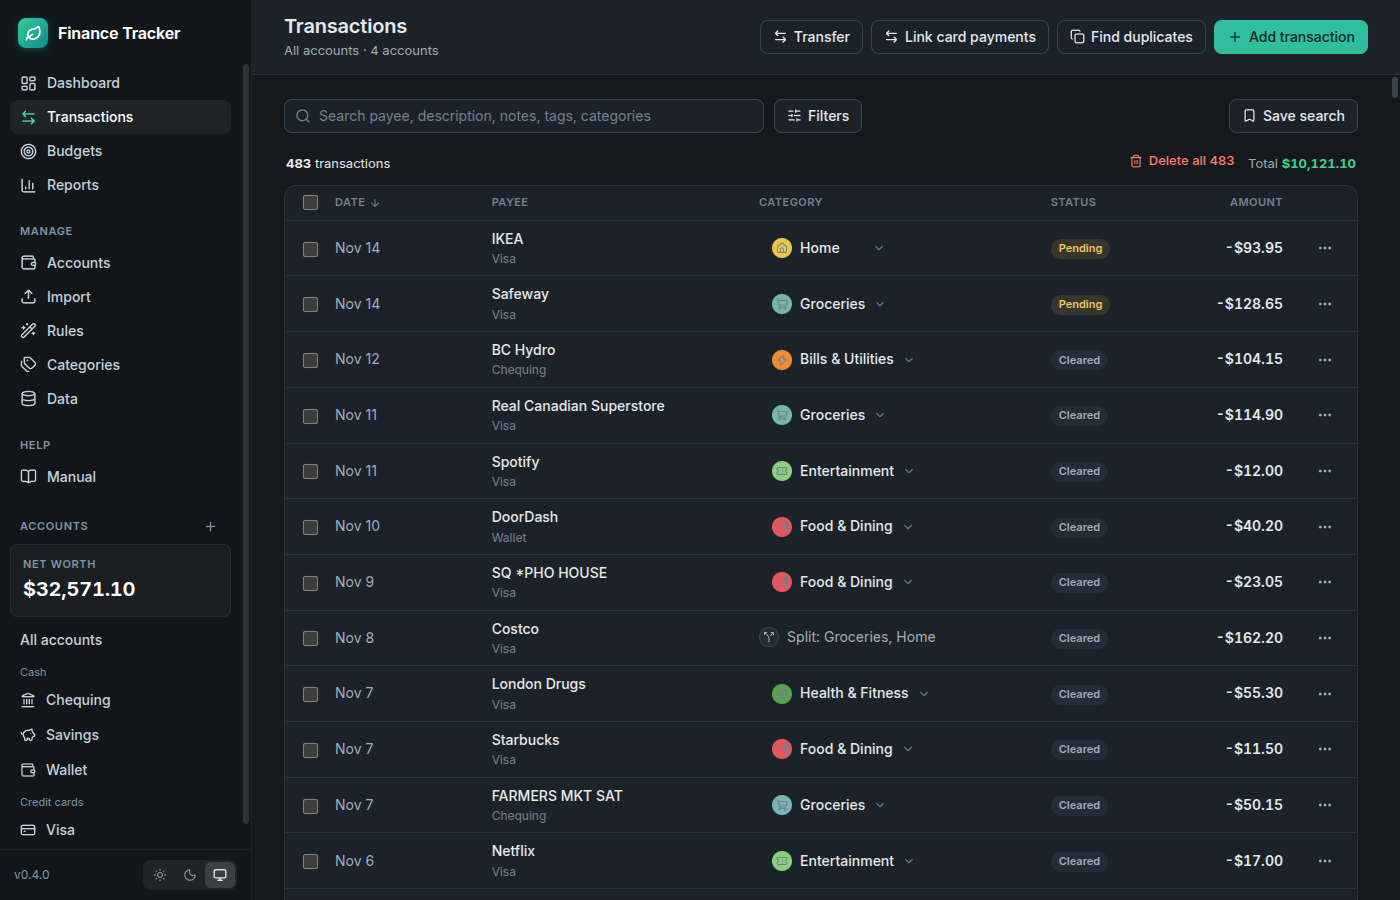 Finance Tracker
Dashboard
Transactions
Budgets
Reports
MANAGE
Accounts
Import
Rules
Categories
Data
HELP
Manual
ACCOUNTS
NET WORTH
$32,571.10
All accounts
Cash
Chequing
Savings
Wallet
Credit cards
Visa
v0.4.0
Transactions
All accounts · 4 accounts
Transfer
Link card payments
Find duplicates
Add transaction
Search payee, description, notes, tags, categories
Filters
Save search
483 transactions
Delete all 483
Total $10,121.10
DATE PAYEE CATEGORY STATUS AMOUNT
Nov 14 IKEA Home Pending -$93.95
Visa
Nov 14 Safeway Groceries Pending -$128.65
Visa
Nov 12 BC Hydro Bills & Utilities Cleared -$104.15
Chequing
Nov 11 Real Canadian Superstore Groceries Cleared -$114.90
Visa
Nov 11 Spotify Entertainment Cleared -$12.00
Visa
Nov 10 DoorDash Food & Dining Cleared -$40.20
Wallet
Nov 9 SQ *PHO HOUSE Food & Dining Cleared -$23.05
Visa
Nov 8 Costco Split: Groceries, Home Cleared -$162.20
Visa
Nov 7 London Drugs Health & Fitness Cleared -$55.30
Visa
Nov 7 Starbucks Food & Dining Cleared -$11.50
Visa
Nov 7 FARMERS MKT SAT Groceries Cleared -$50.15
Chequing
Nov 6 Netflix Entertainment Cleared -$17.00
Visa